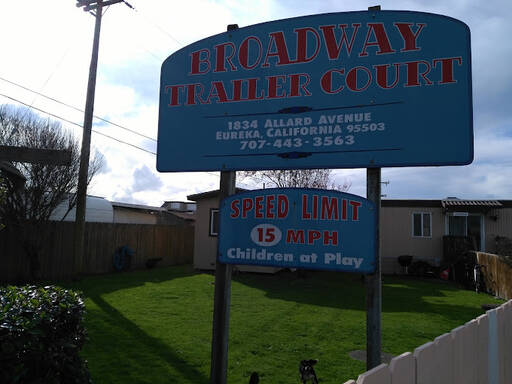 BROADWAY
TRAILER COURT
1834 ALLARD AVENUE
EUREKA, CALIFORNIA 95503
707-443-3563
SPEED LIMIT
15 MPH
Children at Play